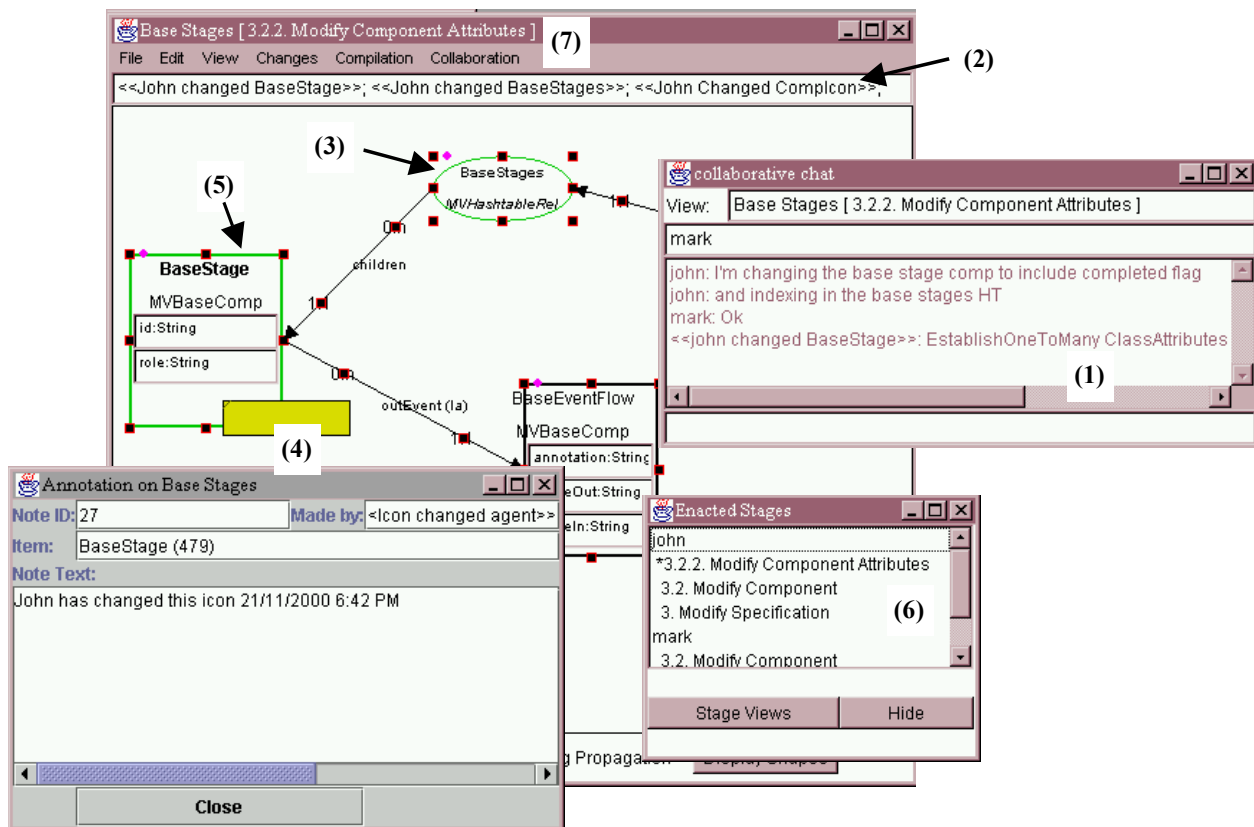 Base Stages [ 3.2.2. Modify Component Attributes ]
(7)
File Edit View Changes Compilation Collaboration
(2)
<<John changed BaseStage>>; <<John changed BaseStages>>; <<John Changed CompIcon>>;
(3)
BaseStages
MVHashtableRel
(5)
children
BaseStage
MVBaseComp
id:String
role:String
outEvent (la)
(4)
BaseEventFlow
MVBaseComp
annotation:String
eOut:String
eIn:String
g Propagation
collaborative chat
View: Base Stages [ 3.2.2. Modify Component Attributes ]
mark
john: I'm changing the base stage comp to include completed flag
john: and indexing in the base stages HT
mark: Ok
<<john changed BaseStage>>: EstablishOneToMany ClassAttributes
(1)
Annotation on Base Stages
Note ID: 27 Made by: <Icon changed agent>>
Item: BaseStage (479)
Note Text:
John has changed this icon 21/11/2000 6:42 PM
Close
Enacted Stages
john
*3.2.2. Modify Component Attributes
3.2. Modify Component
3. Modify Specification
(6)
mark
3.2. Modify Component
Stage Views Hide